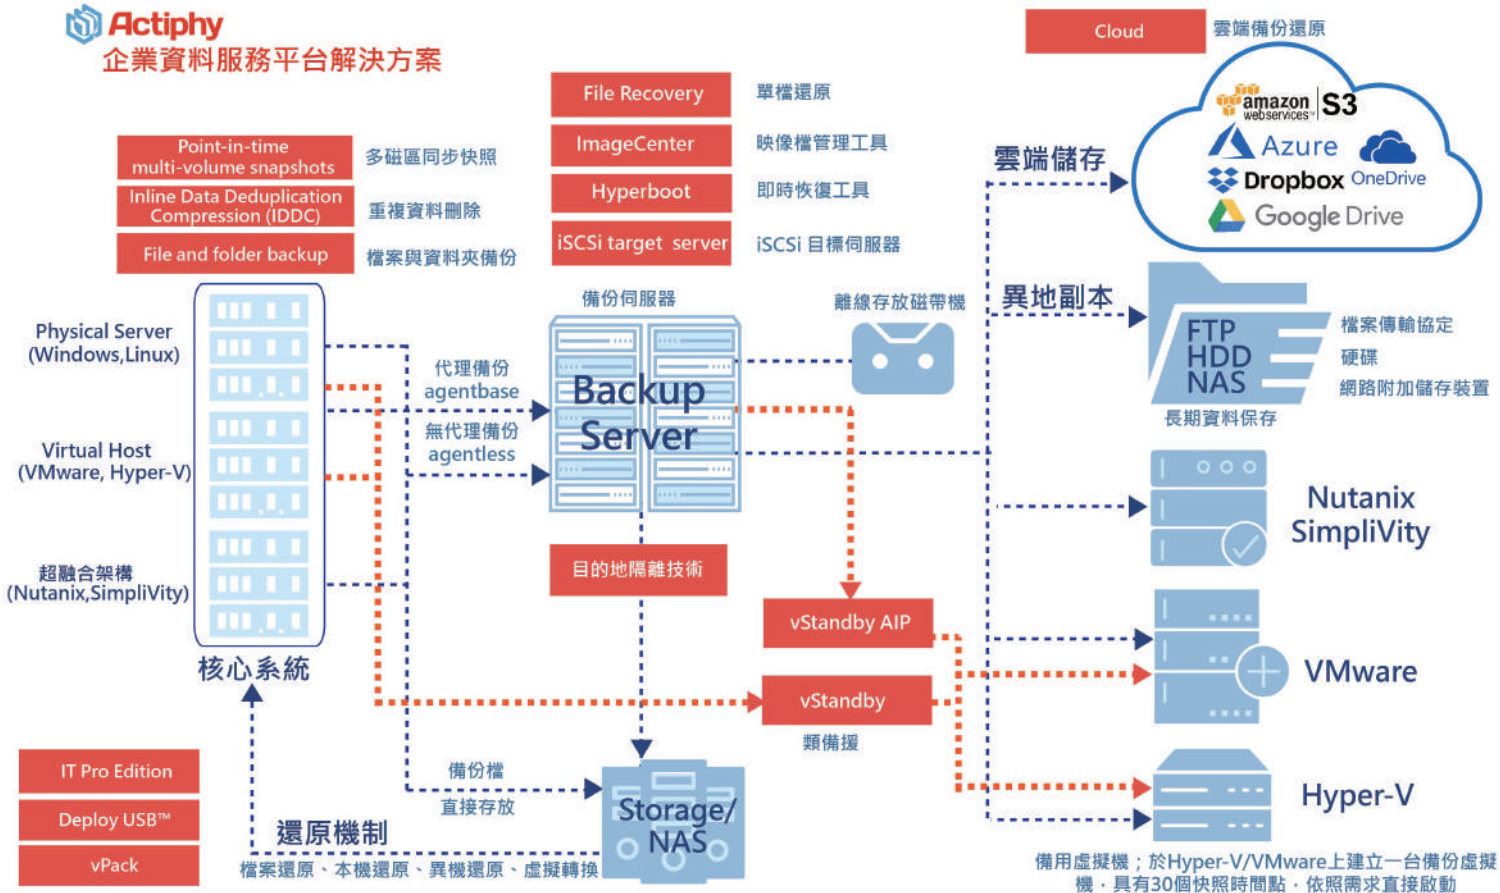 Actiphy
企業資料服務平台解決方案
Cloud
雲端備份還原
File Recovery
單檔還原
ImageCenter
映像檔管理工具
Hyperboot
即時恢復工具
iSCSi target server
iSCSi 目標伺服器
Point-in-time
multi-volume snapshots
多磁區同步快照
Inline Data Deduplication
Compression (IDDC)
重複資料刪除
File and folder backup
檔案與資料夾備份
雲端儲存
amazon
webservices™
S3
Azure
Dropbox
OneDrive
Google Drive
Physical Server
(Windows,Linux)
Virtual Host
(VMware, Hyper-V)
超融合架構
(Nutanix,SimpliVity)
核心系統
代理備份
agentbase
無代理備份
agentless
備份伺服器
Backup
Server
離線存放磁帶機
異地副本
FTP
HDD
NAS
檔案傳輸協定
硬碟
網路附加儲存裝置
長期資料保存
Nutanix
SimpliVity
目的地隔離技術
vStandby AIP
vStandby
類備援
VMware
Hyper-V
IT Pro Edition
Deploy USB™
vPack
備份檔
直接存放
Storage/
NAS
還原機制
檔案還原、本機還原、異機還原、虛擬轉換
備用虛擬機；於Hyper-V/VMware上建立一台備份虛擬
機，具有30個快照時間點，依照需求直接啟動